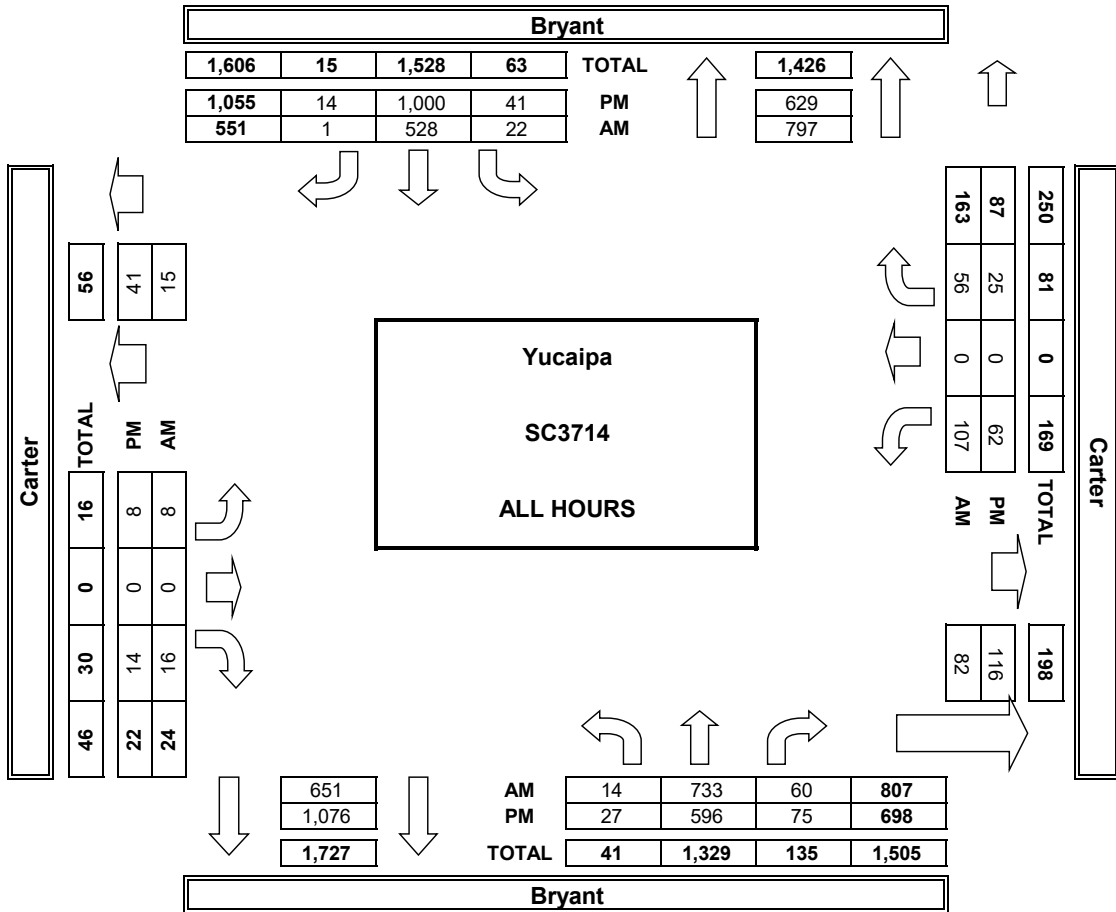 Bryant
1,606 15 1,528 63 TOTAL 1,426
1,055 14 1,000 41 PM 629
551 1 528 22 AM 797
Carter
56 41 15
TOTAL PM AM
16 8 8
0 0 0
30 14 16
46 22 24
Yucaipa
SC3714
ALL HOURS
163 87 250
56 25 81
0 0 0
107 62 169
AM PM TOTAL
82 116 198
Carter
651 AM 14 733 60 807
1,076 PM 27 596 75 698
1,727 TOTAL 41 1,329 135 1,505
Bryant